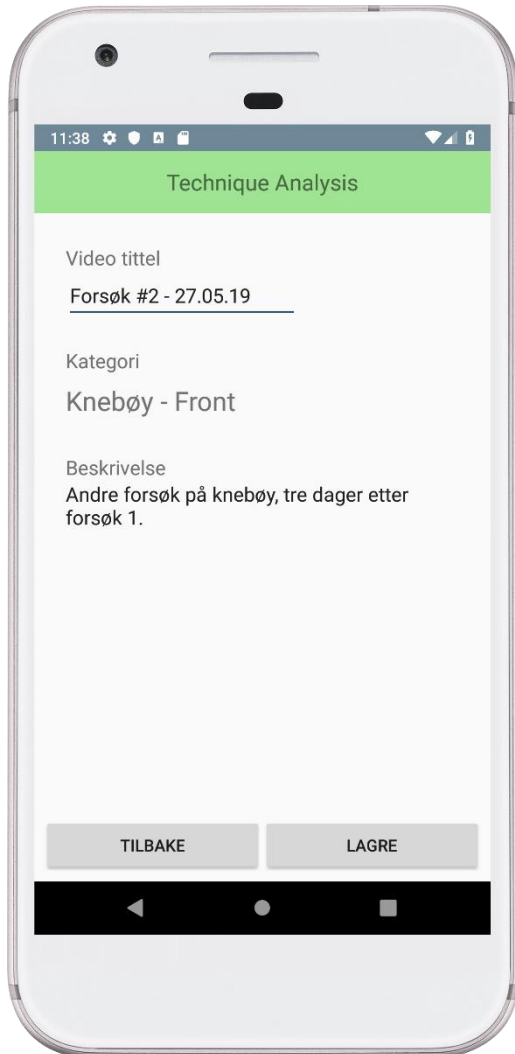 11:38
Technique Analysis
Video tittel
Forsøk #2 - 27.05.19
Kategori
Knebøy - Front
Beskrivelse
Andre forsøk på knebøy, tre dager etter
forsøk 1.
TILBAKE
LAGRE